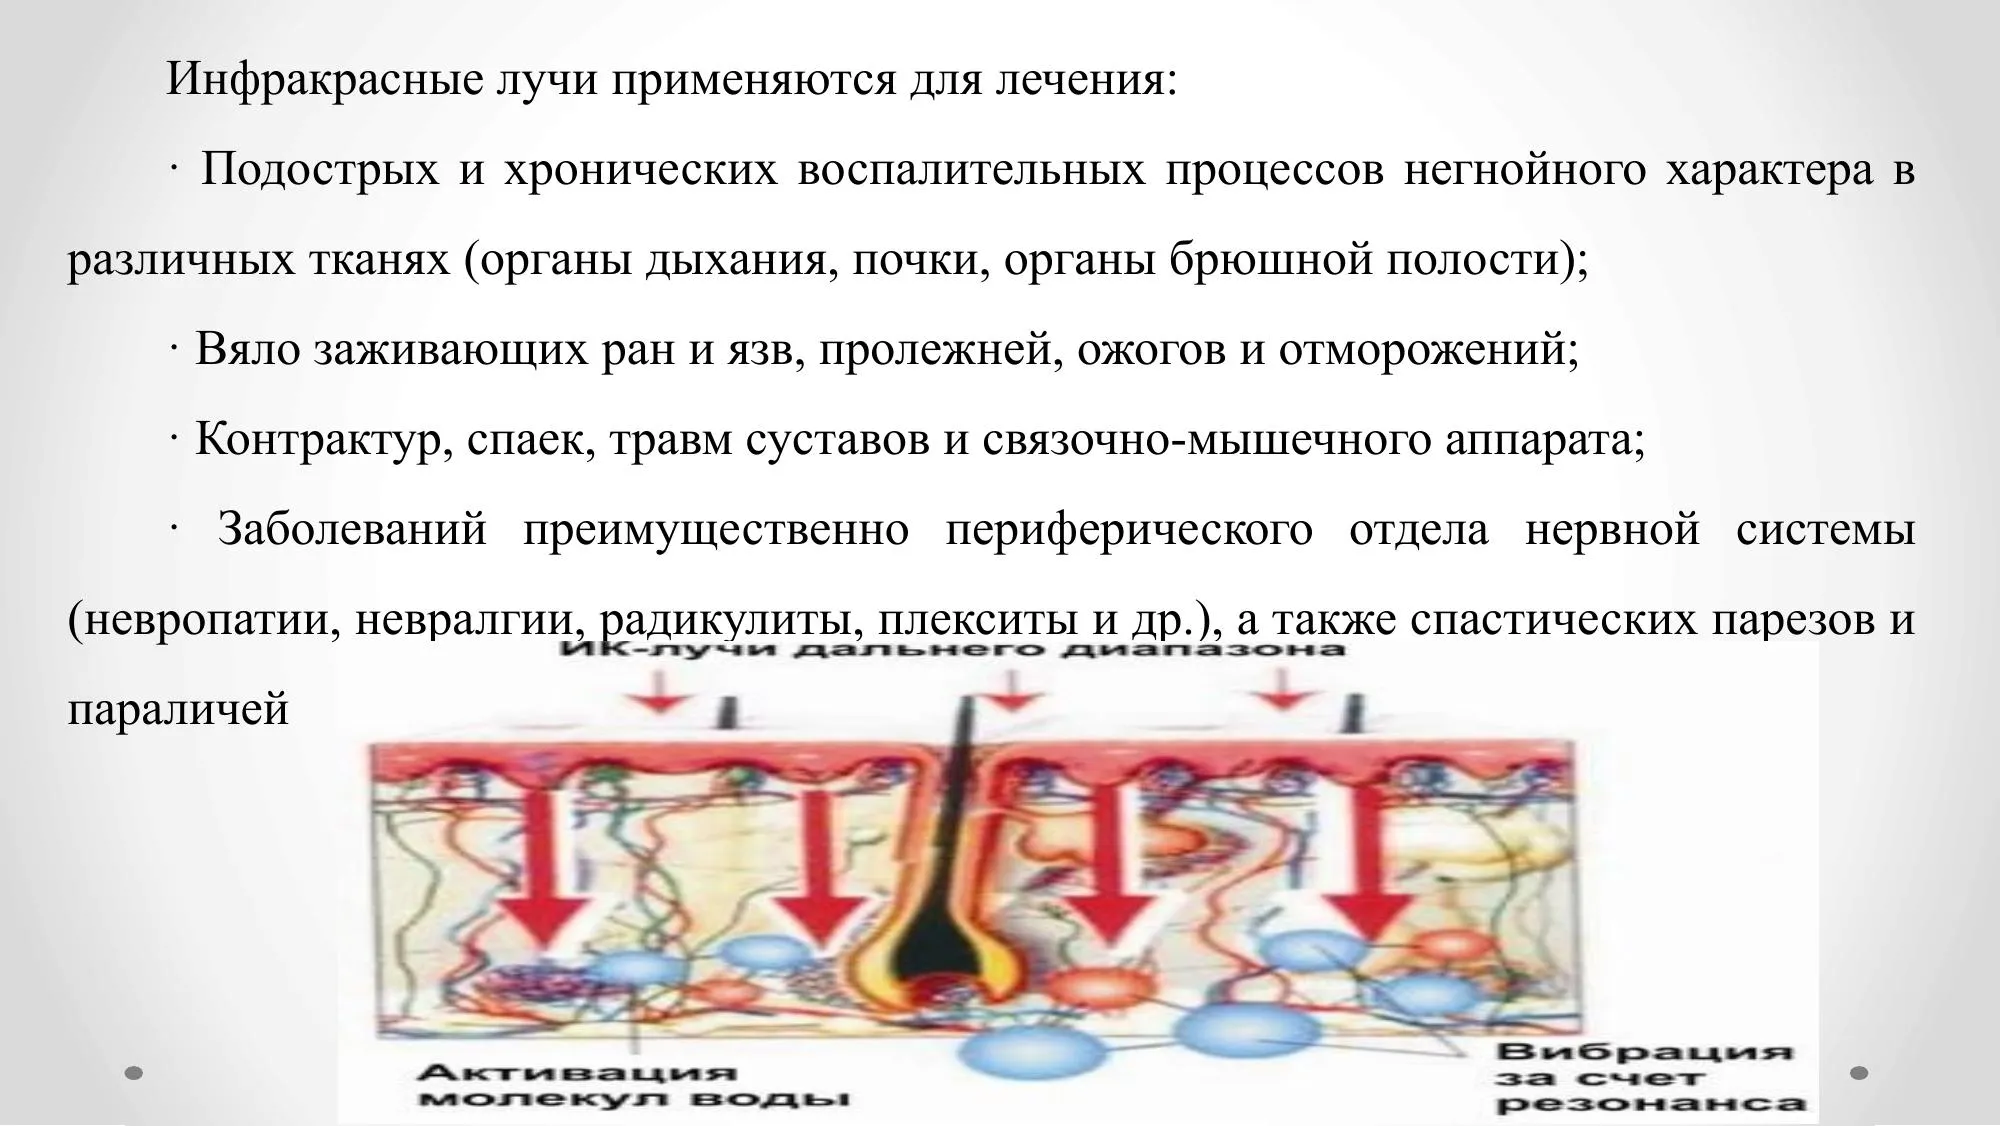 Инфракрасные лучи применяются для лечения:
· Подострых и хронических воспалительных процессов негнойного характера в
различных тканях (органы дыхания, почки, органы брюшной полости);
· Вяло заживающих ран и язв, пролежней, ожогов и отморожений;
· Контрактур, спаек, травм суставов и связочно-мышечного аппарата;
· Заболеваний преимущественно периферического отдела нервной системы
(невропатии, невралгии, радикулиты, плекситы и др.), а также спастических парезов и
параличей
ИК-лучи дальнего диапазона
Активация
молекул воды
Вибрация
за счет
резонанса